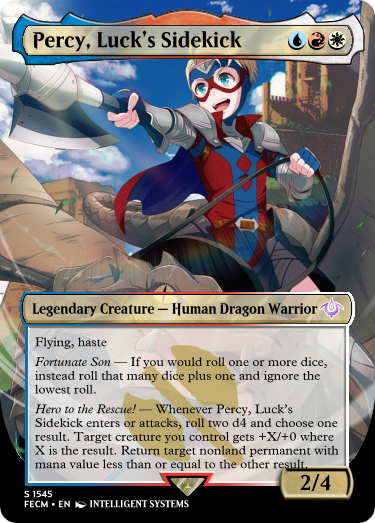 Percy, Luck's Sidekick
Legendary Creature — Human Dragon Warrior
Flying, haste
Fortunate Son — If you would roll one or more dice,
instead roll that many dice plus one and ignore the
lowest roll.
Hero to the Rescue! — Whenever Percy, Luck's
Sidekick enters or attacks, roll two d4 and choose one
result. Target creature you control gets +X/+0 where
X is the result. Return target nonland permanent with
mana value less than or equal to the other result.
2/4
S 1545
FECM • EN INTELLIGENT SYSTEMS